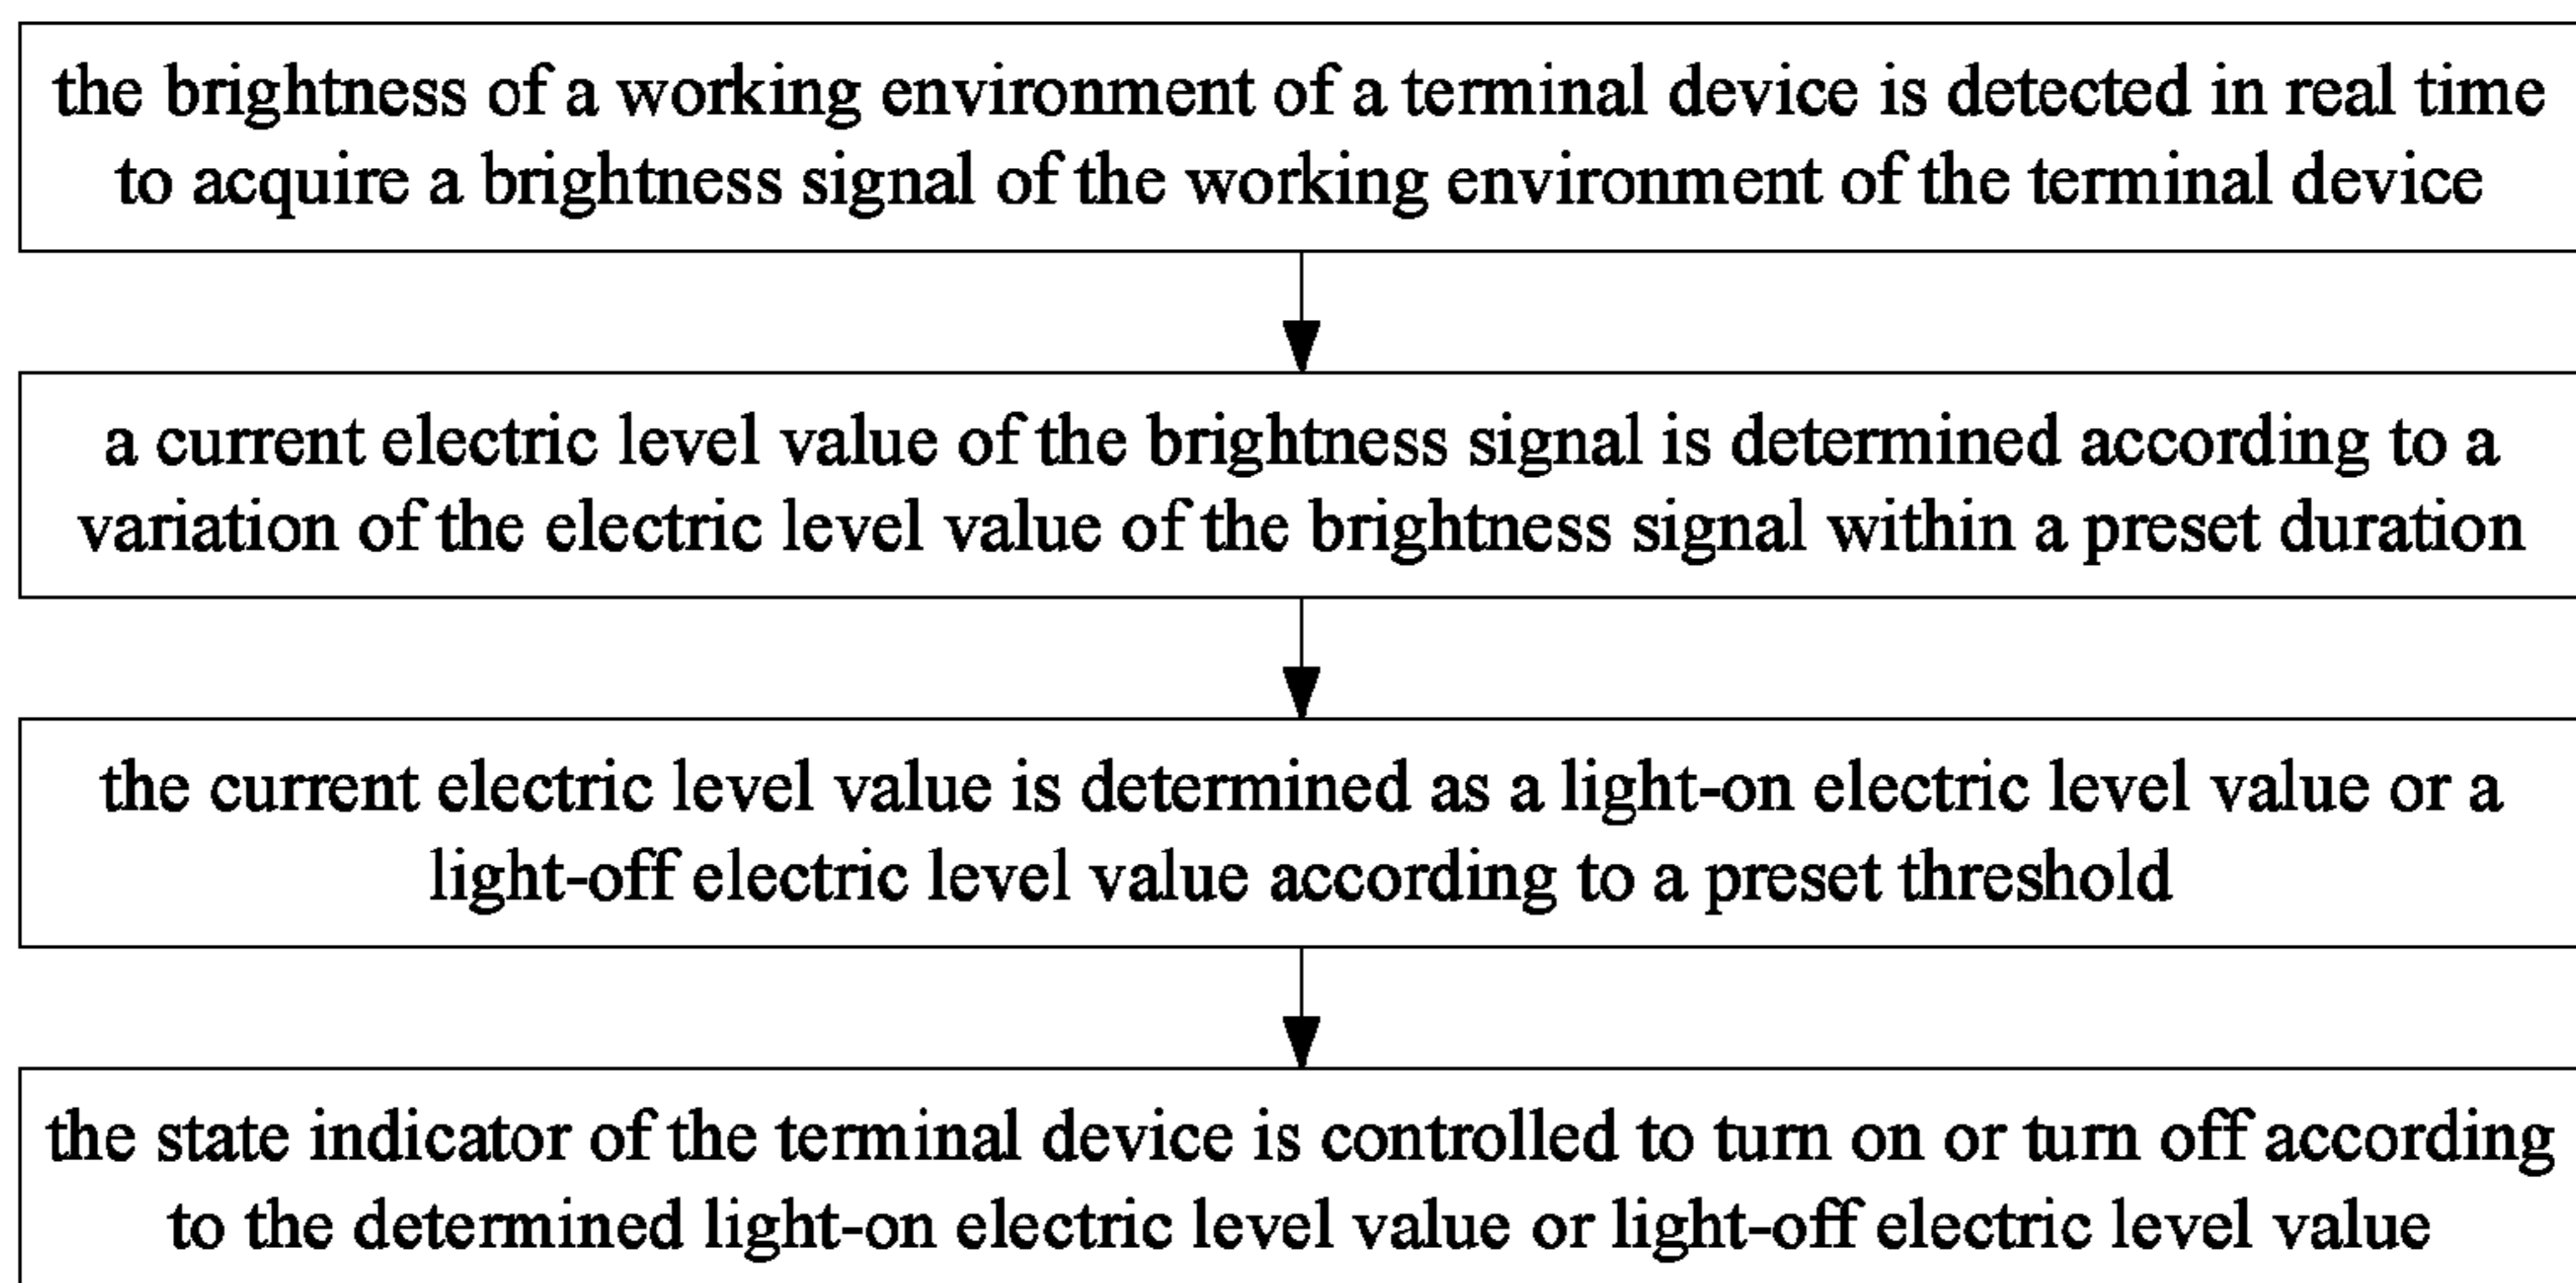 the brightness of a working environment of a terminal device is detected in real time
to acquire a brightness signal of the working environment of the terminal device
a current electric level value of the brightness signal is determined according to a
variation of the electric level value of the brightness signal within a preset duration
the current electric level value is determined as a light-on electric level value or a
light-off electric level value according to a preset threshold
the state indicator of the terminal device is controlled to turn on or turn off according
to the determined light-on electric level value or light-off electric level value